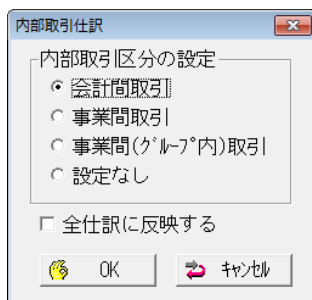 内部取引仕訳
内部取引区分の設定
会計間取引
事業間取引
事業間(ｸﾞﾙｰﾌﾟ内)取引
設定なし
全仕訳に反映する
OK
ｷｬﾝｾﾙ